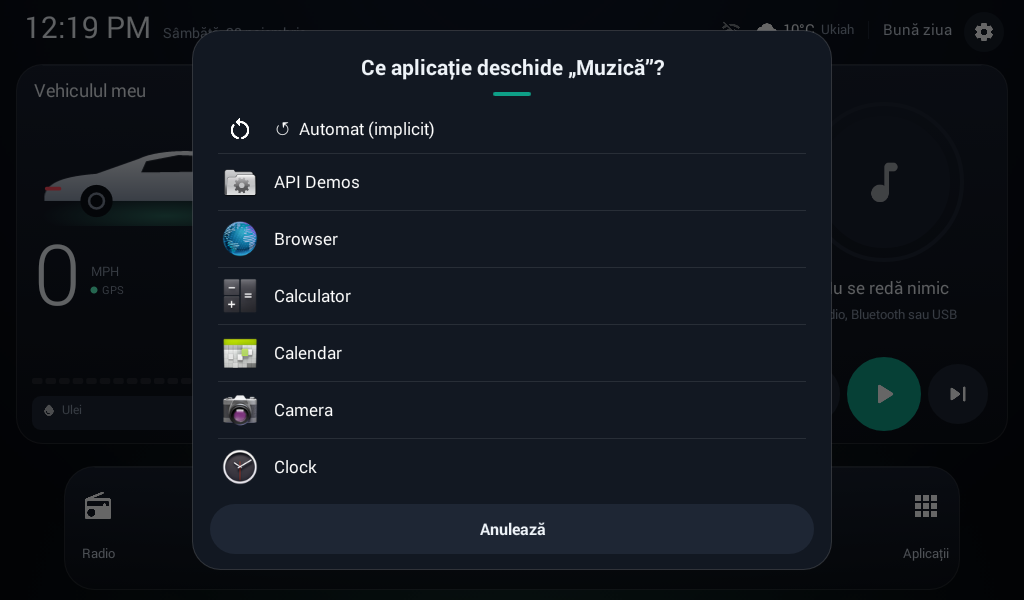 12:19 PM
10°C Ukiah
Bună ziua
Vehiculul meu
Ce aplicație deschide „Muzică”?
↺ Automat (implicit)
API Demos
Browser
Calculator
Calendar
Camera
Clock
Anulează
0
MPH
GPS
Ulei
se redă nimic
Bluetooth sau USB
Radio
Aplicații